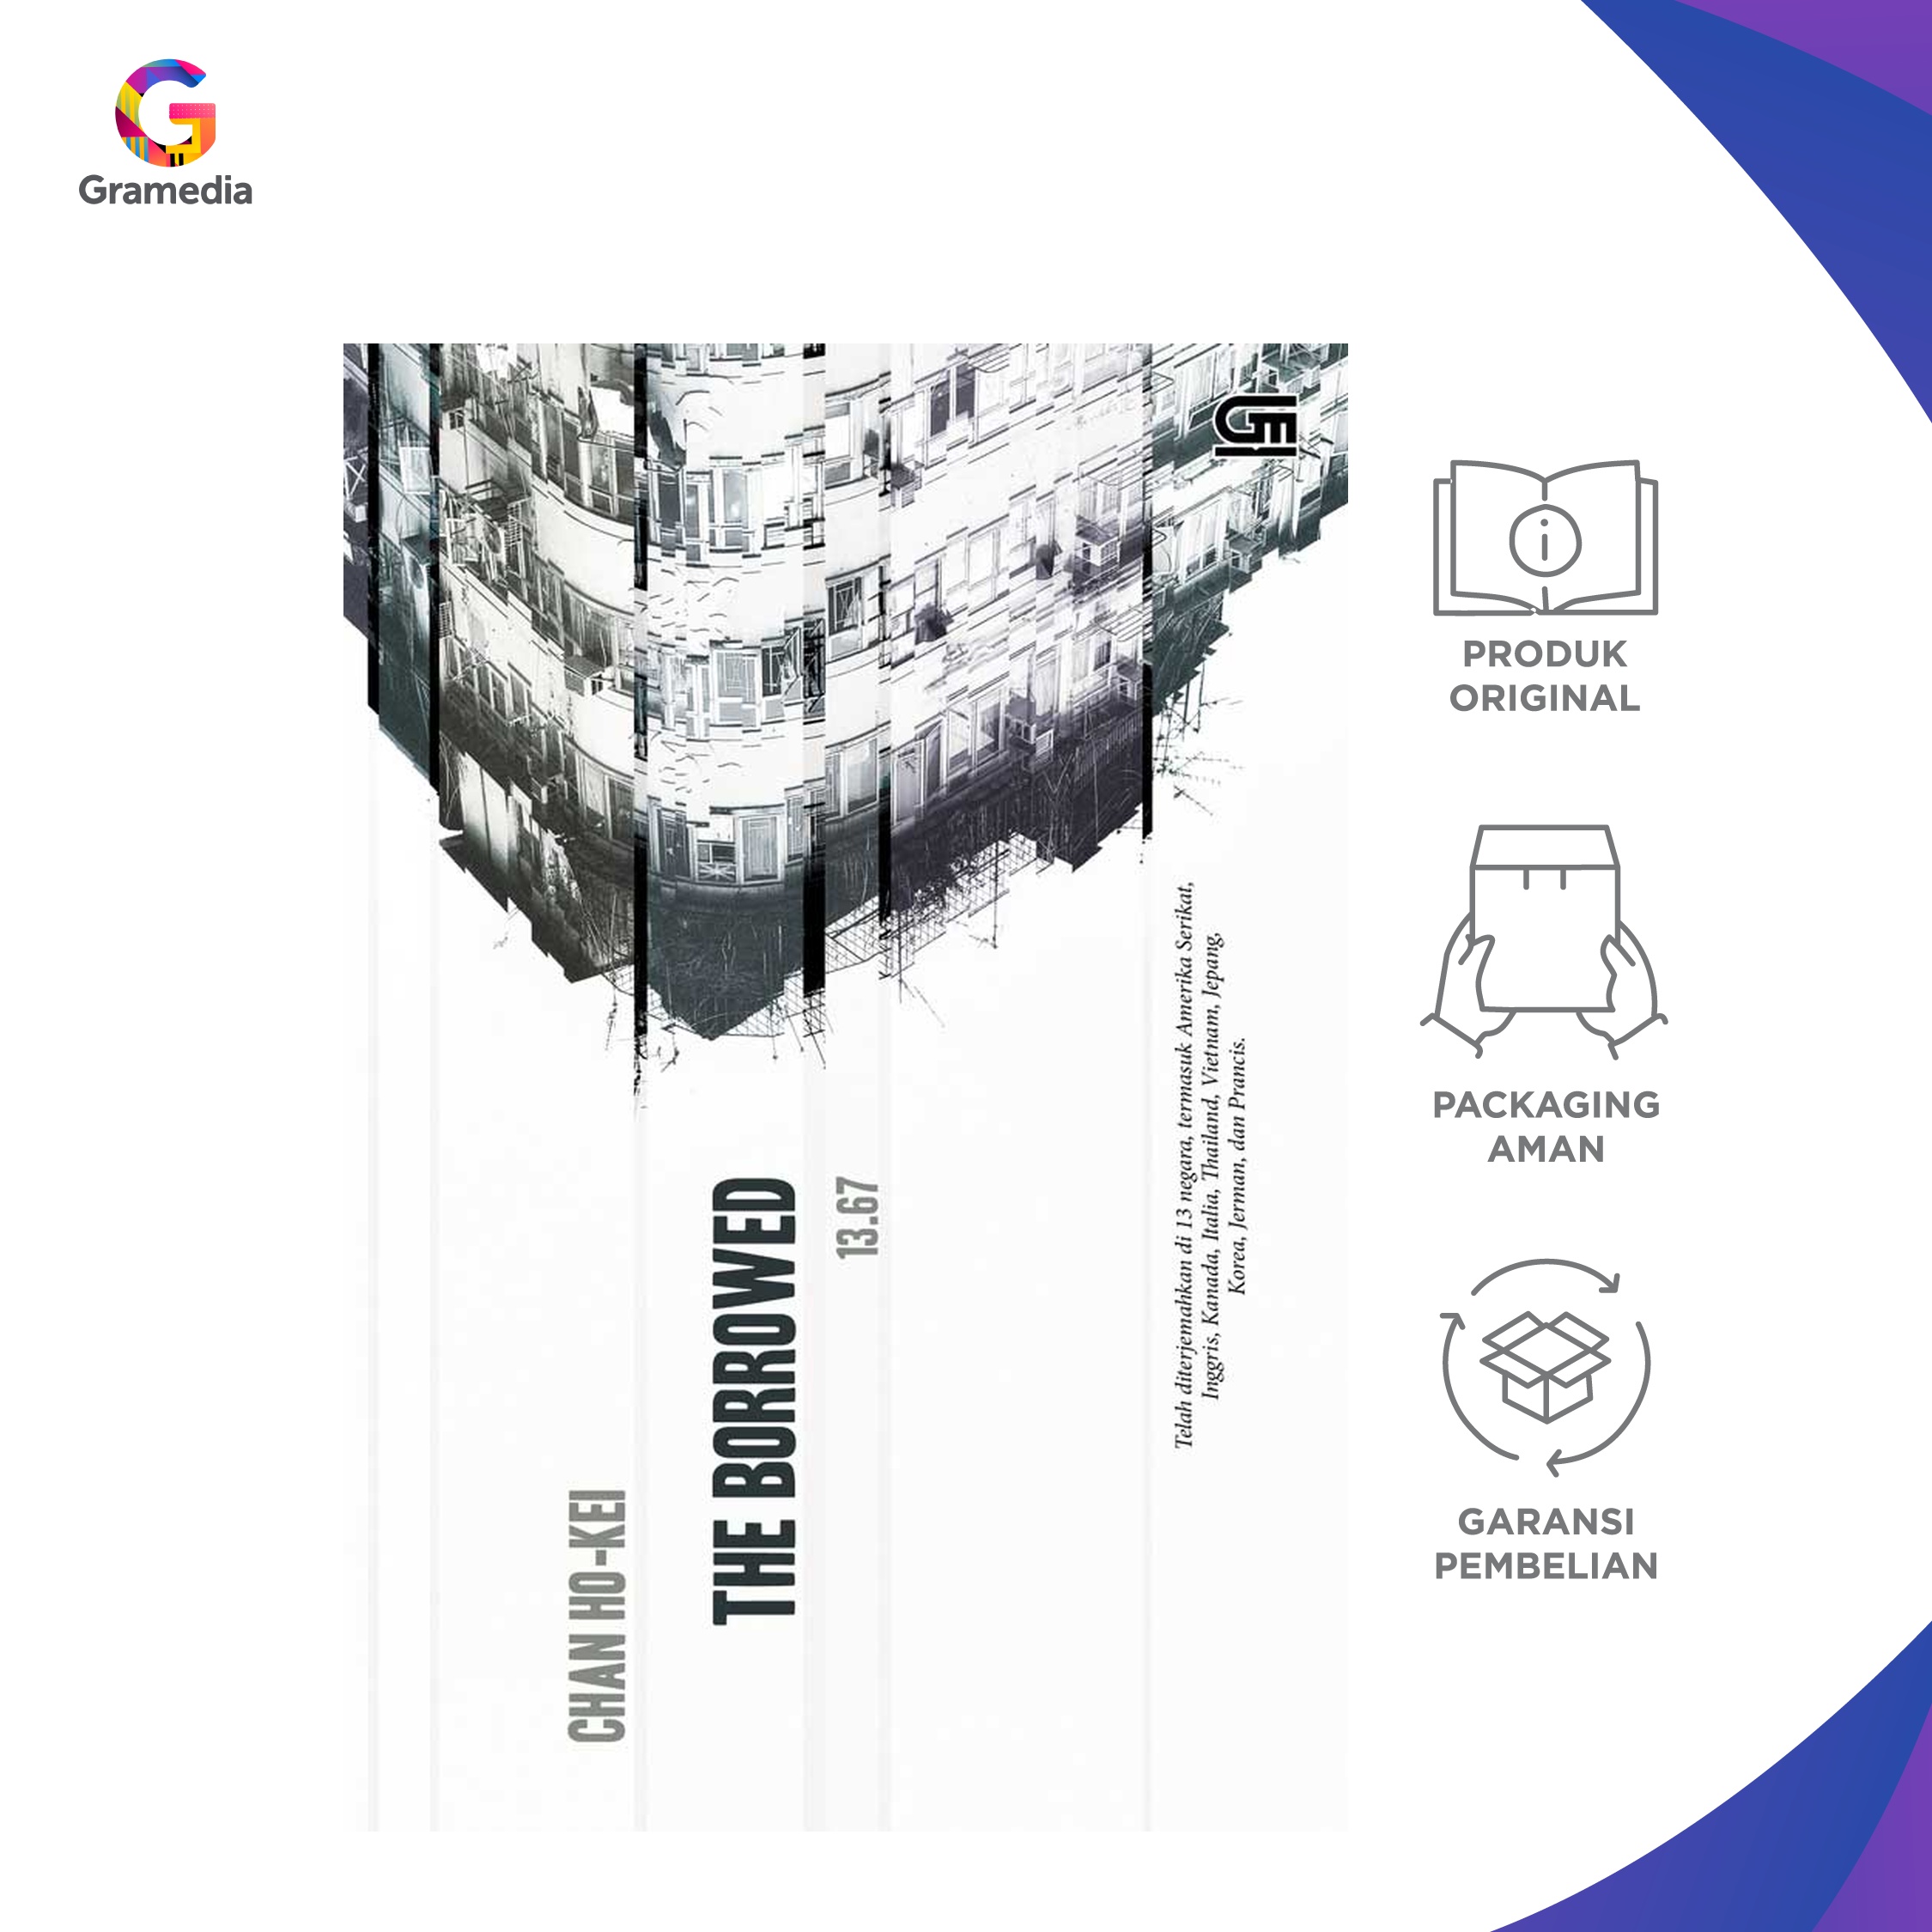 Gramedia
GM
CHAN HO-KEI
THE BORROWED
13.67
Telah diterjemahkan di 13 negara, termasuk Amerika Serikat,
Inggris, Kanada, Italia, Thailand, Vietnam, Jepang,
Korea, Jerman, dan Prancis.
PRODUK
ORIGINAL
PACKAGING
AMAN
GARANSI
PEMBELIAN